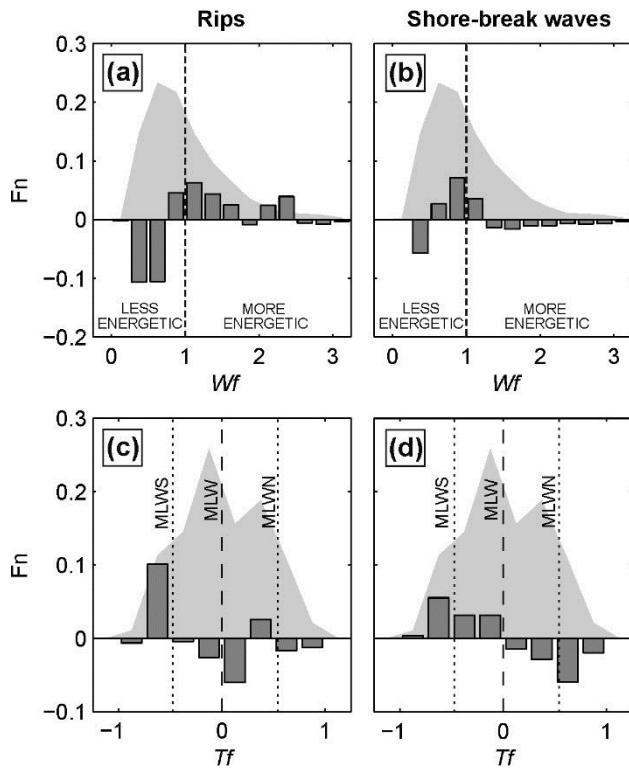 Rips
Shore-break waves
(a)
(b)
Fn
0.3
0.2
0.1
0
−0.1
−0.2
LESS
ENERGETIC
MORE
ENERGETIC
LESS
ENERGETIC
MORE
ENERGETIC
0 1 2 3
0 1 2 3
Wf
Wf
(c)
(d)
Fn
0.3
0.2
0.1
0
−0.1
MLWS
MLW
MLWN
MLWS
MLW
MLWN
−1 0 1
−1 0 1
Tf
Tf